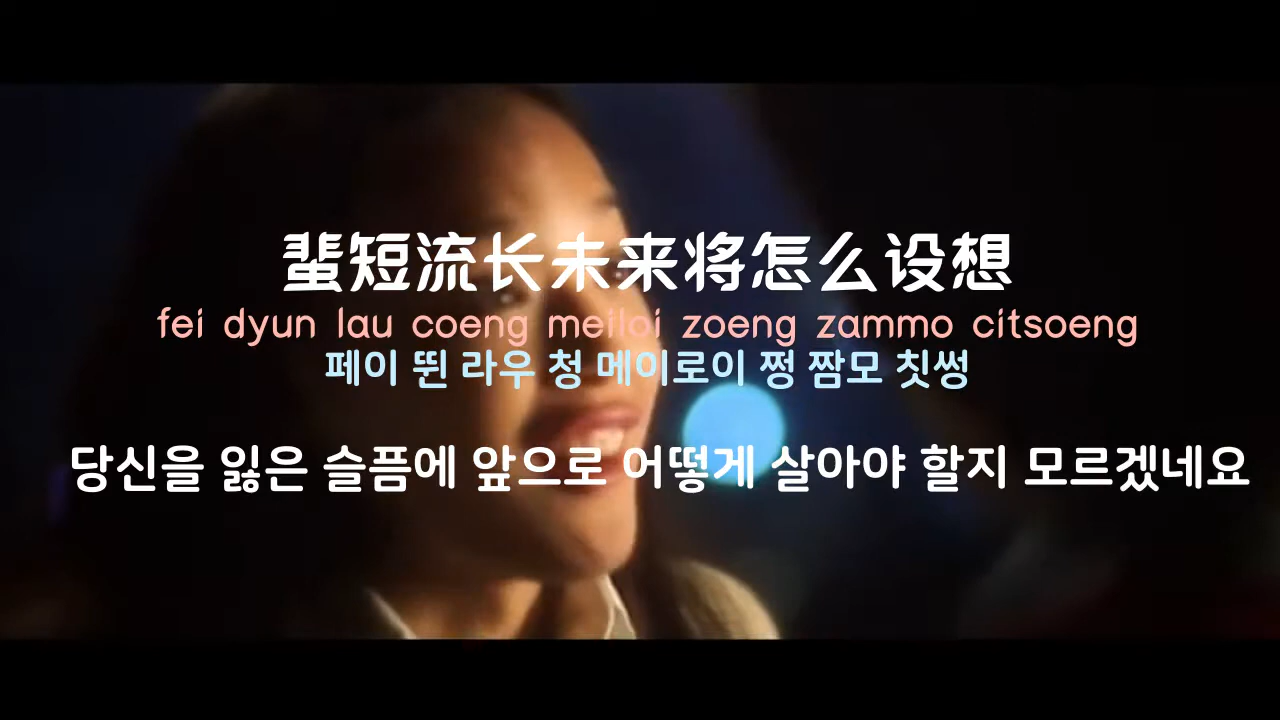 蜚短流长未来将怎么设想
fei dyun lau coeng meiloi zoeng zammo citsoeng
페이 뛴 라우 청 메이로이 쩡 짬모 칫썽
당신을 잃은 슬픔에 앞으로 어떻게 살아야 할지 모르겠네요